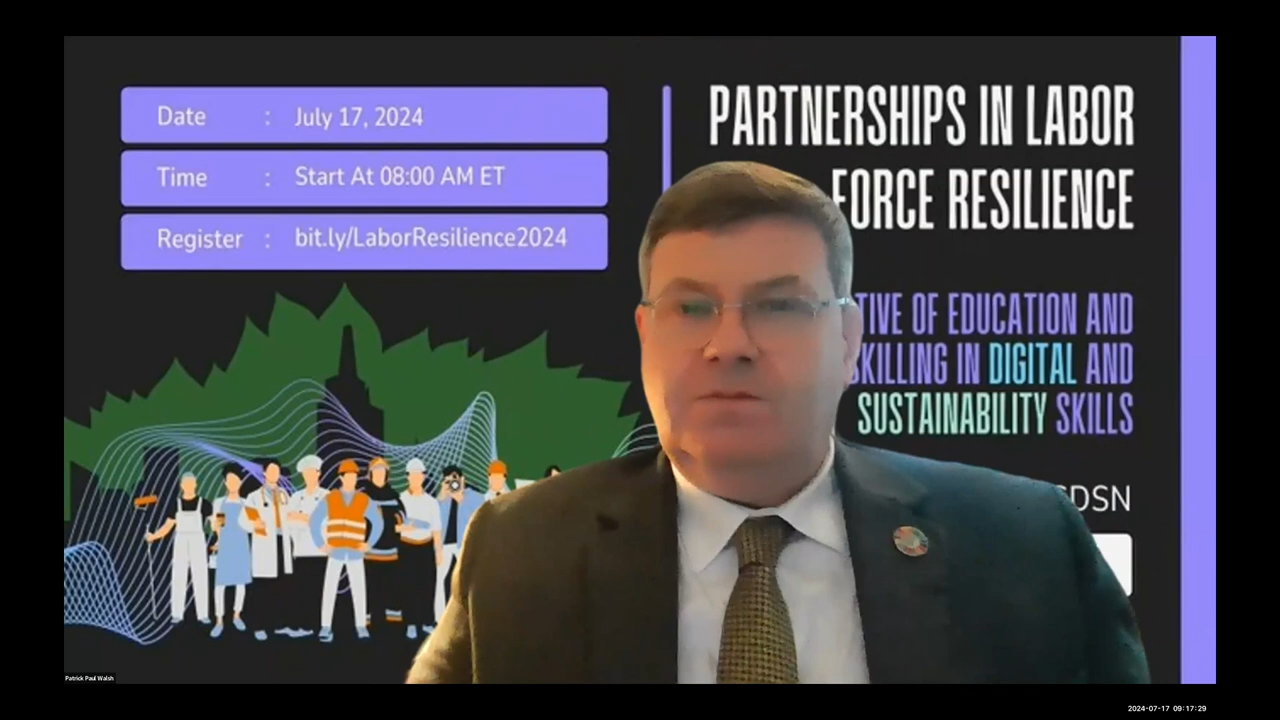 Date : July 17, 2024
Time : Start At 08:00 AM ET
Register : bit.ly/LaborResilience2024
PARTNERSHIPS IN LABOR
FORCE RESILIENCE
TIVE OF EDUCATION AND
KILLING IN DIGITAL AND
SUSTAINABILITY SKILLS
SDSN
Patrick Paul Walsh
2024-07-17 09:17:29